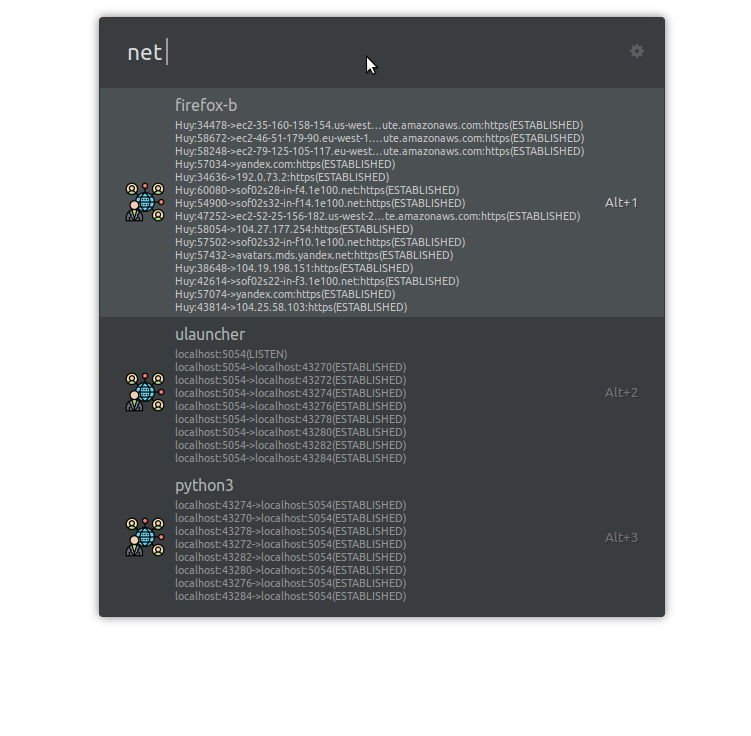 net
firefox-b
Huy:34478->ec2-35-160-158-154.us-west...ute.amazonaws.com:https(ESTABLISHED)
Huy:58672->ec2-46-51-179-90.eu-west-1....ute.amazonaws.com:https(ESTABLISHED)
Huy:58248->ec2-79-125-105-117.eu-west...ute.amazonaws.com:https(ESTABLISHED)
Huy:57034->yandex.com:https(ESTABLISHED)
Huy:34636->192.0.73.2:https(ESTABLISHED)
Huy:60080->sof02s28-in-f4.1e100.net:https(ESTABLISHED)
Huy:54900->sof02s32-in-f14.1e100.net:https(ESTABLISHED)
Huy:47252->ec2-52-25-156-182.us-west-2...te.amazonaws.com:https(ESTABLISHED)
Huy:58054->104.27.177.254:https(ESTABLISHED)
Huy:57502->sof02s32-in-f10.1e100.net:https(ESTABLISHED)
Huy:57432->avatars.mds.yandex.net:https(ESTABLISHED)
Huy:38648->104.19.198.151:https(ESTABLISHED)
Huy:42614->sof02s22-in-f3.1e100.net:https(ESTABLISHED)
Huy:57074->yandex.com:https(ESTABLISHED)
Huy:43814->104.25.58.103:https(ESTABLISHED)
Alt+1
ulauncher
localhost:5054(LISTEN)
localhost:5054->localhost:43270(ESTABLISHED)
localhost:5054->localhost:43272(ESTABLISHED)
localhost:5054->localhost:43274(ESTABLISHED)
localhost:5054->localhost:43276(ESTABLISHED)
localhost:5054->localhost:43278(ESTABLISHED)
localhost:5054->localhost:43280(ESTABLISHED)
localhost:5054->localhost:43282(ESTABLISHED)
localhost:5054->localhost:43284(ESTABLISHED)
Alt+2
python3
localhost:43274->localhost:5054(ESTABLISHED)
localhost:43270->localhost:5054(ESTABLISHED)
localhost:43278->localhost:5054(ESTABLISHED)
localhost:43272->localhost:5054(ESTABLISHED)
localhost:43282->localhost:5054(ESTABLISHED)
localhost:43280->localhost:5054(ESTABLISHED)
localhost:43276->localhost:5054(ESTABLISHED)
localhost:43284->localhost:5054(ESTABLISHED)
Alt+3